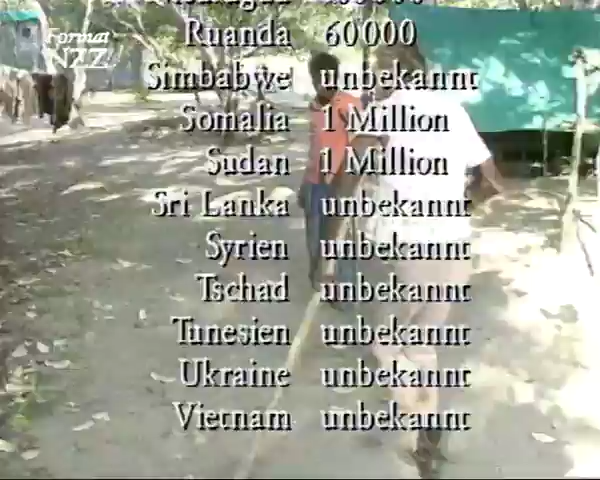 Format
NZZ
Ruanda 60000
Simbabwe unbekannt
Somalia 1 Million
Sudan 1 Million
Sri Lanka unbekannt
Syrien unbekannt
Tschad unbekannt
Tunesien unbekannt
Ukraine unbekannt
Vietnam unbekannt